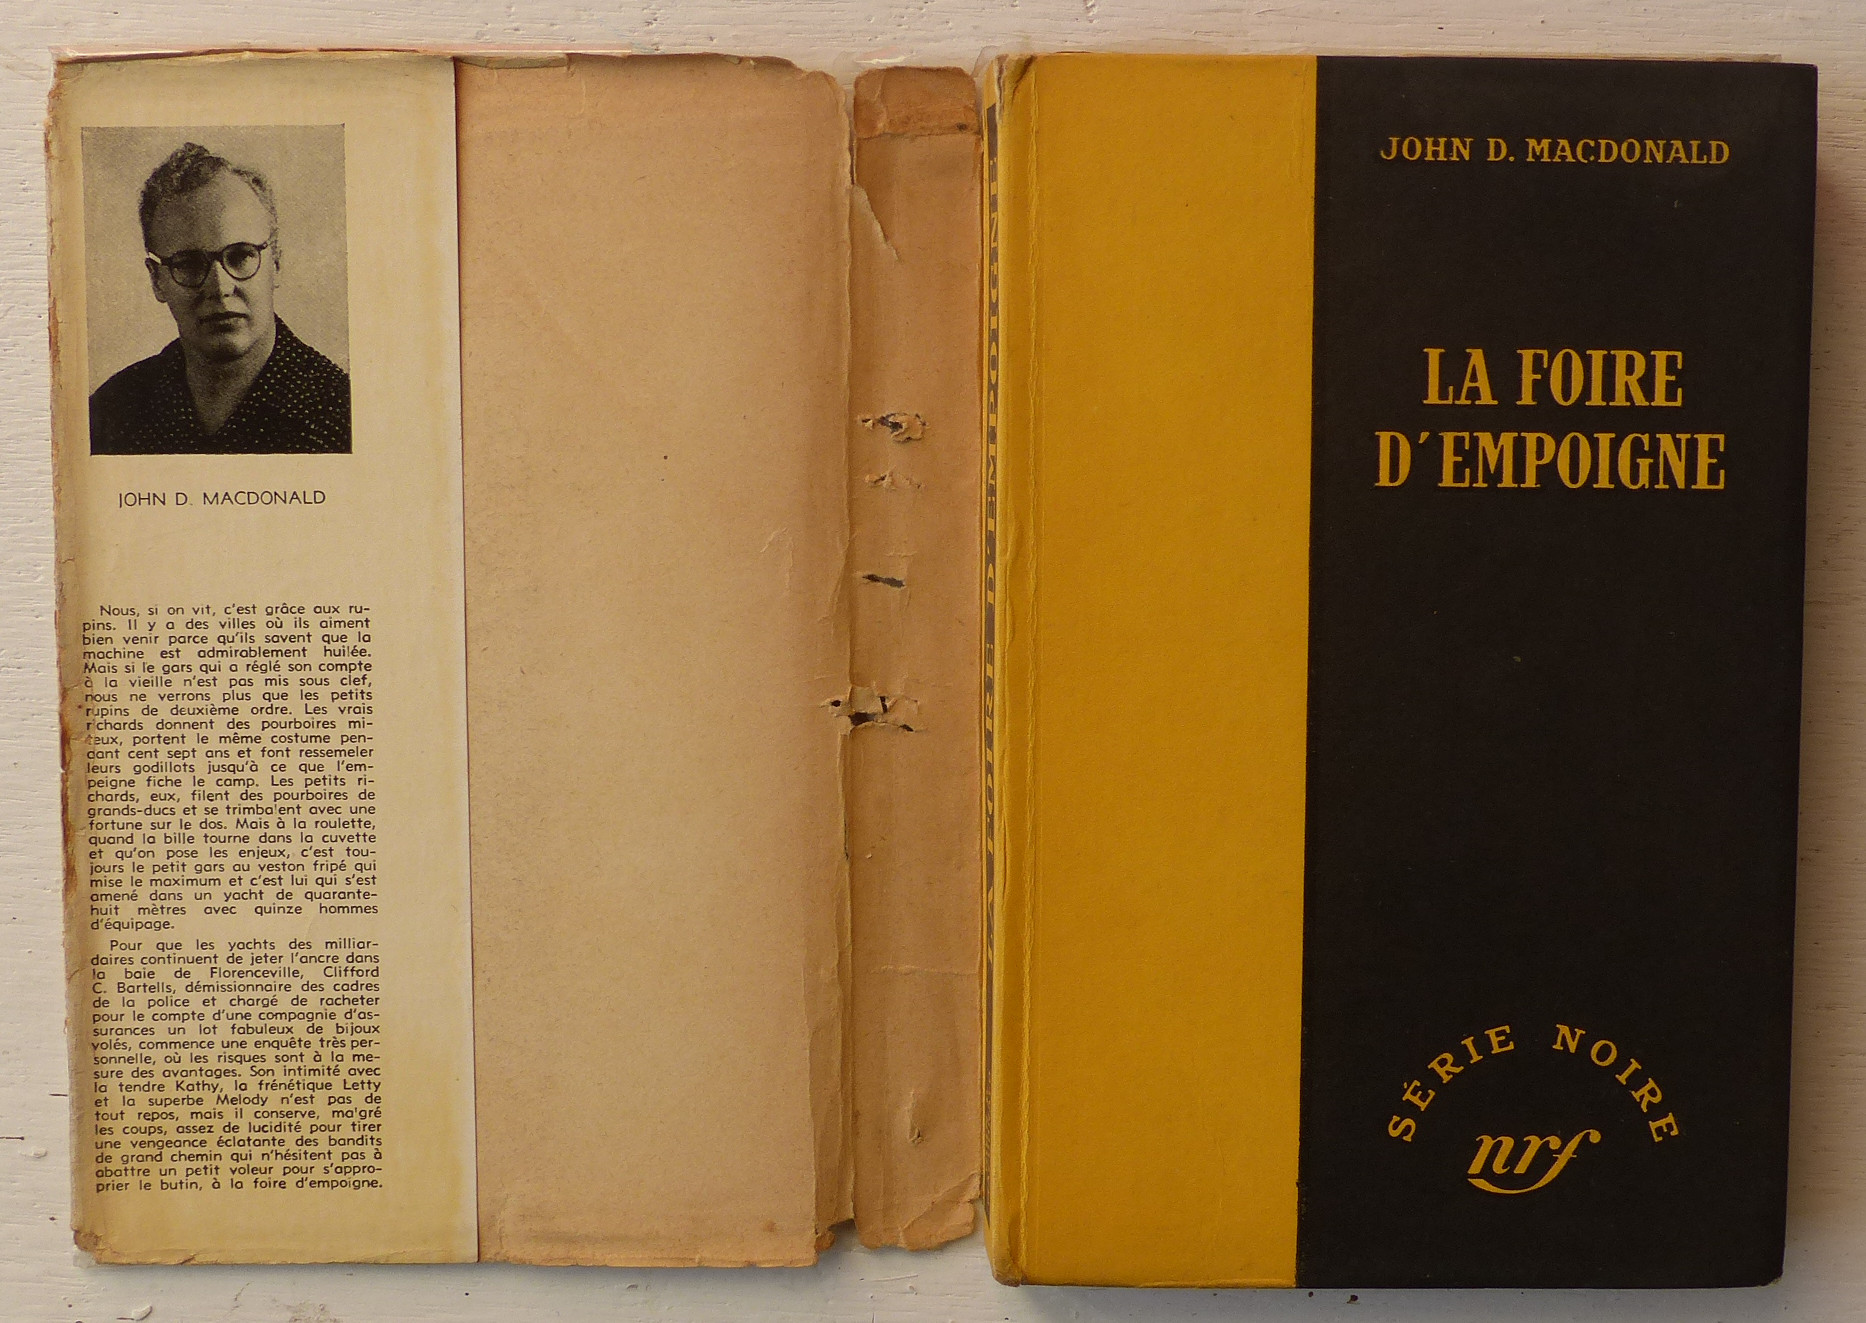 JOHN D. MACDONALD
Nous, si on vit, c'est grâce aux ru-
pins. Il y a des villes où ils aiment
bien venir parce qu'ils savent que la
machine est admirablement huilée.
Mais si le gars qui a réglé son compte
à la vieille n'est pas mis sous clef,
nous ne verrons plus que les petits
rupins de deuxième ordre. Les vrais
richards donnent des pourboires mi-
teux, portent le même costume pen-
dant cent sept ans et font ressemeler
leurs godillots jusqu'à ce que l'em-
peigne fiche le camp. Les petits ri-
chards, eux, filent des pourboires de
grands-ducs et se trimbalent avec une
fortune sur le dos. Mais à la roulette,
quand la bille tourne dans la cuvette
et qu'on pose les enjeux, c'est tou-
jours le petit gars au veston fripé qui
mise le maximum et c'est lui qui s'est
amené dans un yacht de quarante-
huit mètres avec quinze hommes
d'équipage.
Pour que les yachts des milliar-
daires continuent de jeter l'ancre dans
la baie de Florenceville, Clifford
C. Bartells, démissionnaire des cadres
de la police et chargé de racheter
pour le compte d'une compagnie d'as-
surances un lot fabuleux de bijoux
volés, commence une enquête très per-
sonnelle, où les risques sont à la me-
sure des avantages. Son intimité avec
la tendre Kathy, la frénétique Letty
et la superbe Melody n'est pas de
tout repos, mais il conserve, malgré
les coups, assez de lucidité pour tirer
une vengeance éclatante des bandits
de grand chemin qui n'hésitent pas à
abattre un petit voleur pour s'appro-
prier le butin, à la foire d'empoigne.
LA FOIRE D'EMPOIGNE
JOHN D. MACDONALD
LA FOIRE
D'EMPOIGNE
SÉRIE NOIRE
nrf